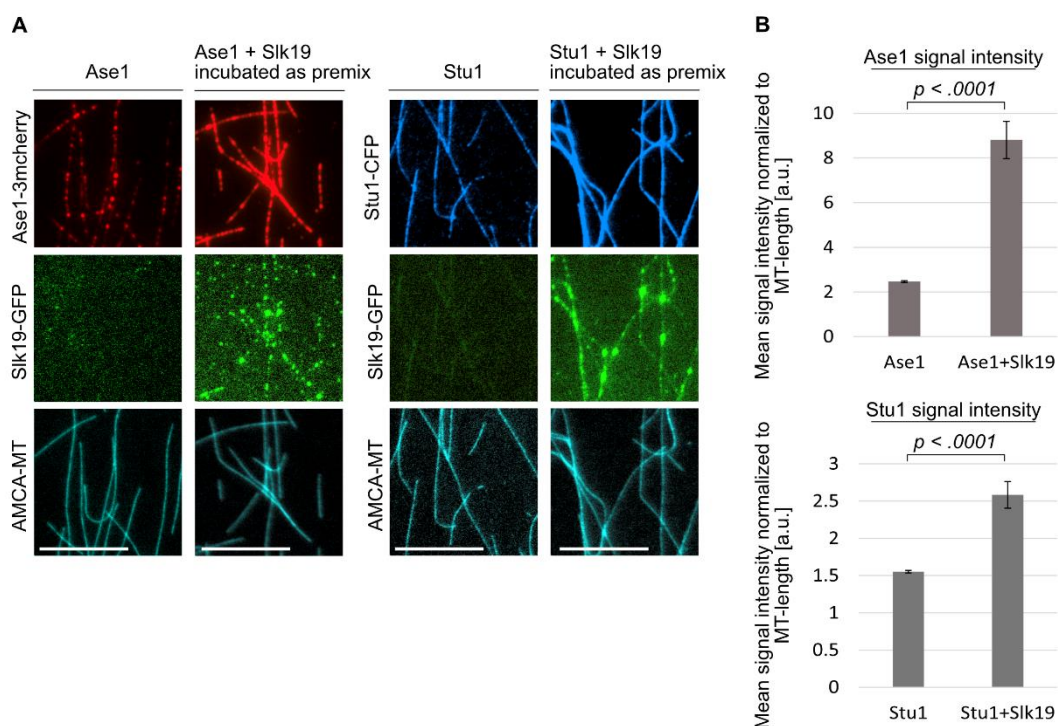 A
Ase1
Ase1 + Slk19
incubated as premix
Stu1
Stu1 + Slk19
incubated as premix
Ase1-3mcherry
Slk19-GFP
AMCA-MT
Stu1-CFP
Slk19-GFP
AMCA-MT
B
Ase1 signal intensity
p < .0001
Mean signal intensity normalized to
MT-length [a.u.]
10
8
6
4
2
0
Ase1
Ase1+Slk19
Stu1 signal intensity
p < .0001
Mean signal intensity normalized to
MT-length [a.u.]
3
2.5
2
1.5
1
0.5
0
Stu1
Stu1+Slk19